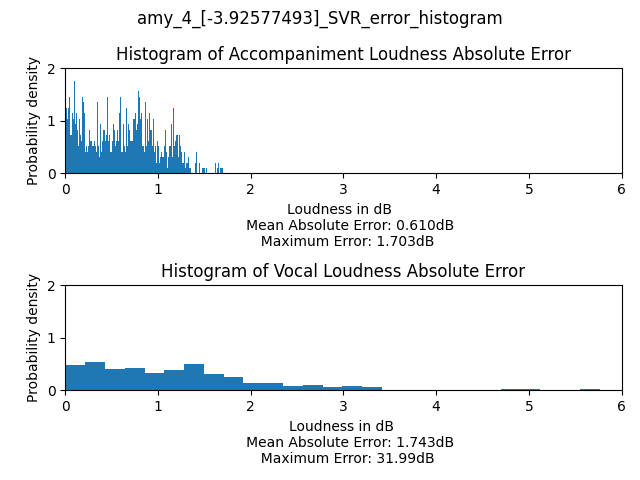 amy_4_[-3.92577493]_SVR_error_histogram
Histogram of Accompaniment Loudness Absolute Error
Probability density
2
1
0
0 1 2 3 4 5 6
Loudness in dB
Mean Absolute Error: 0.610dB
Maximum Error: 1.703dB
Histogram of Vocal Loudness Absolute Error
Probability density
2
1
0
0 1 2 3 4 5 6
Loudness in dB
Mean Absolute Error: 1.743dB
Maximum Error: 31.99dB